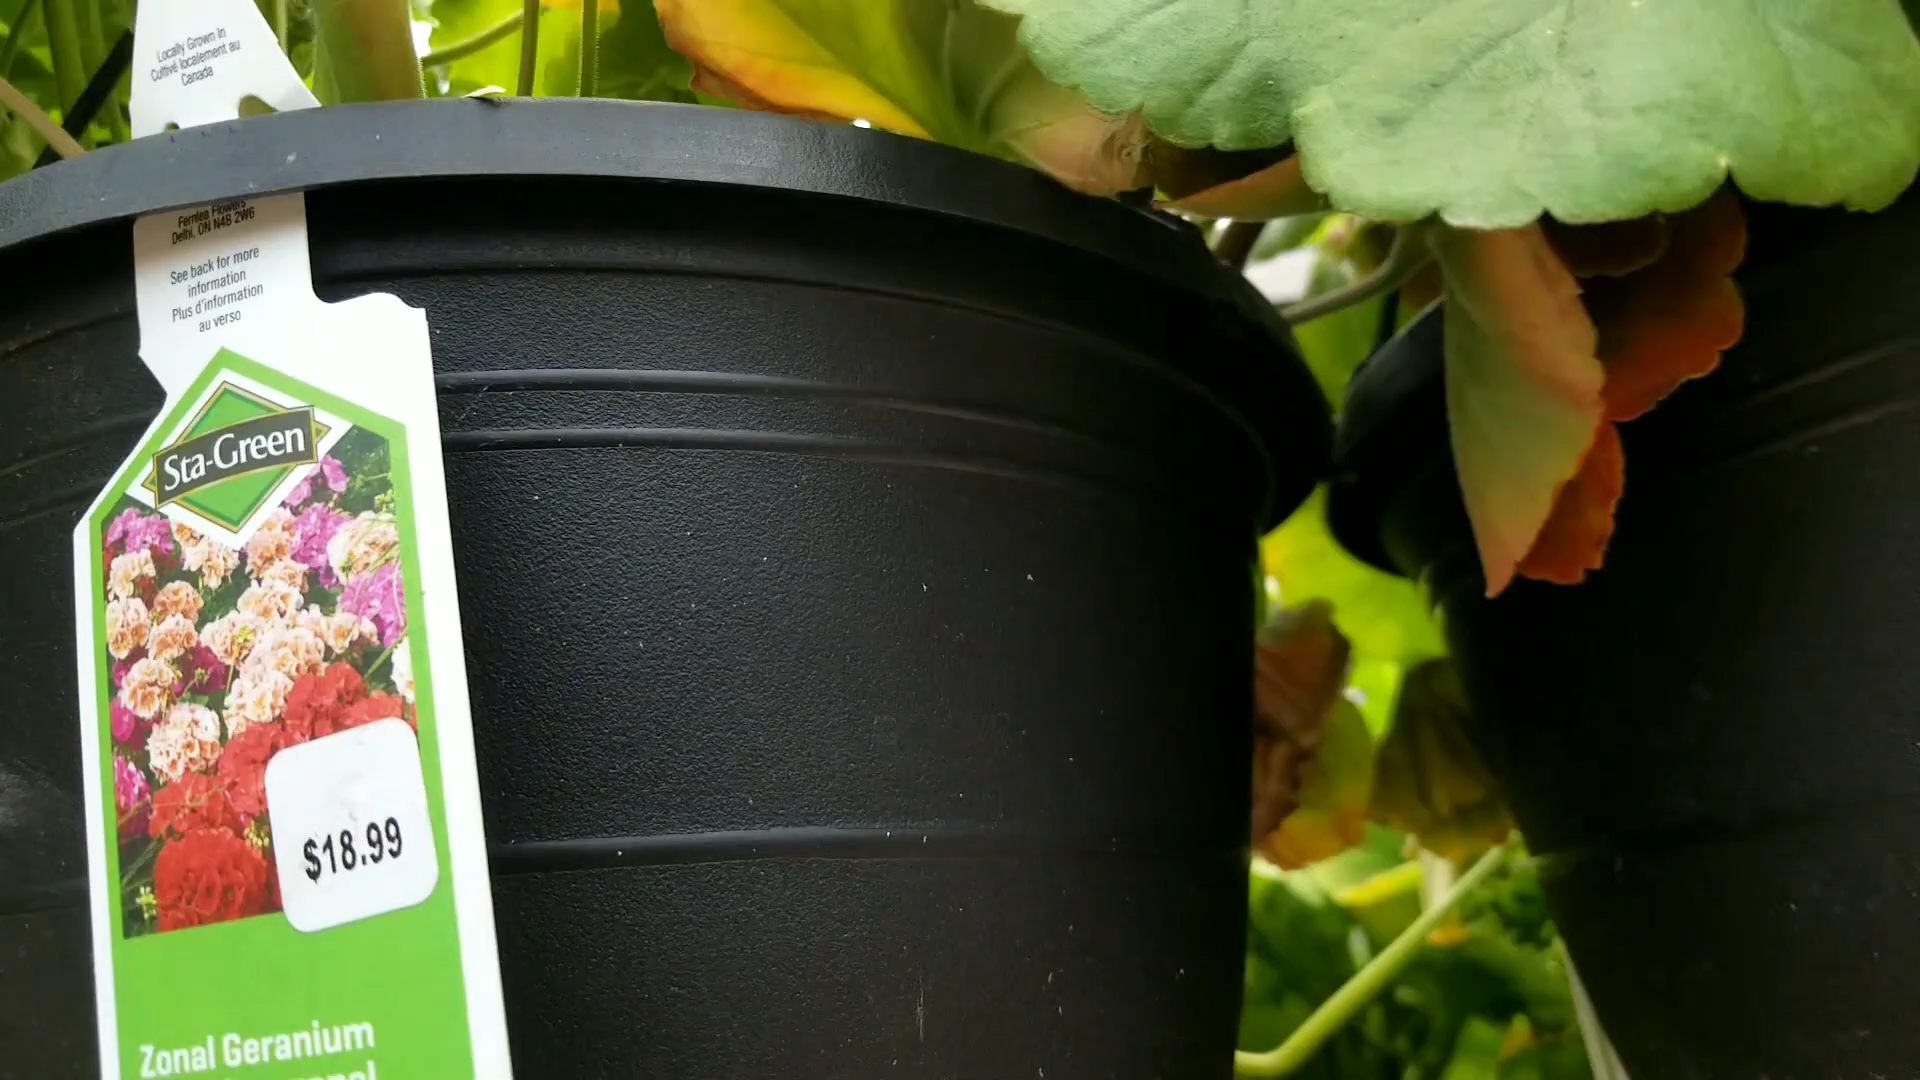 Locally Grown In
Cultivé localement au
Canada
Fernlea Flowers
Delhi, ON N4B 2W6
See back for more
information
Plus d'information
au verso
Sta-Green
$18.99
Zonal Geranium